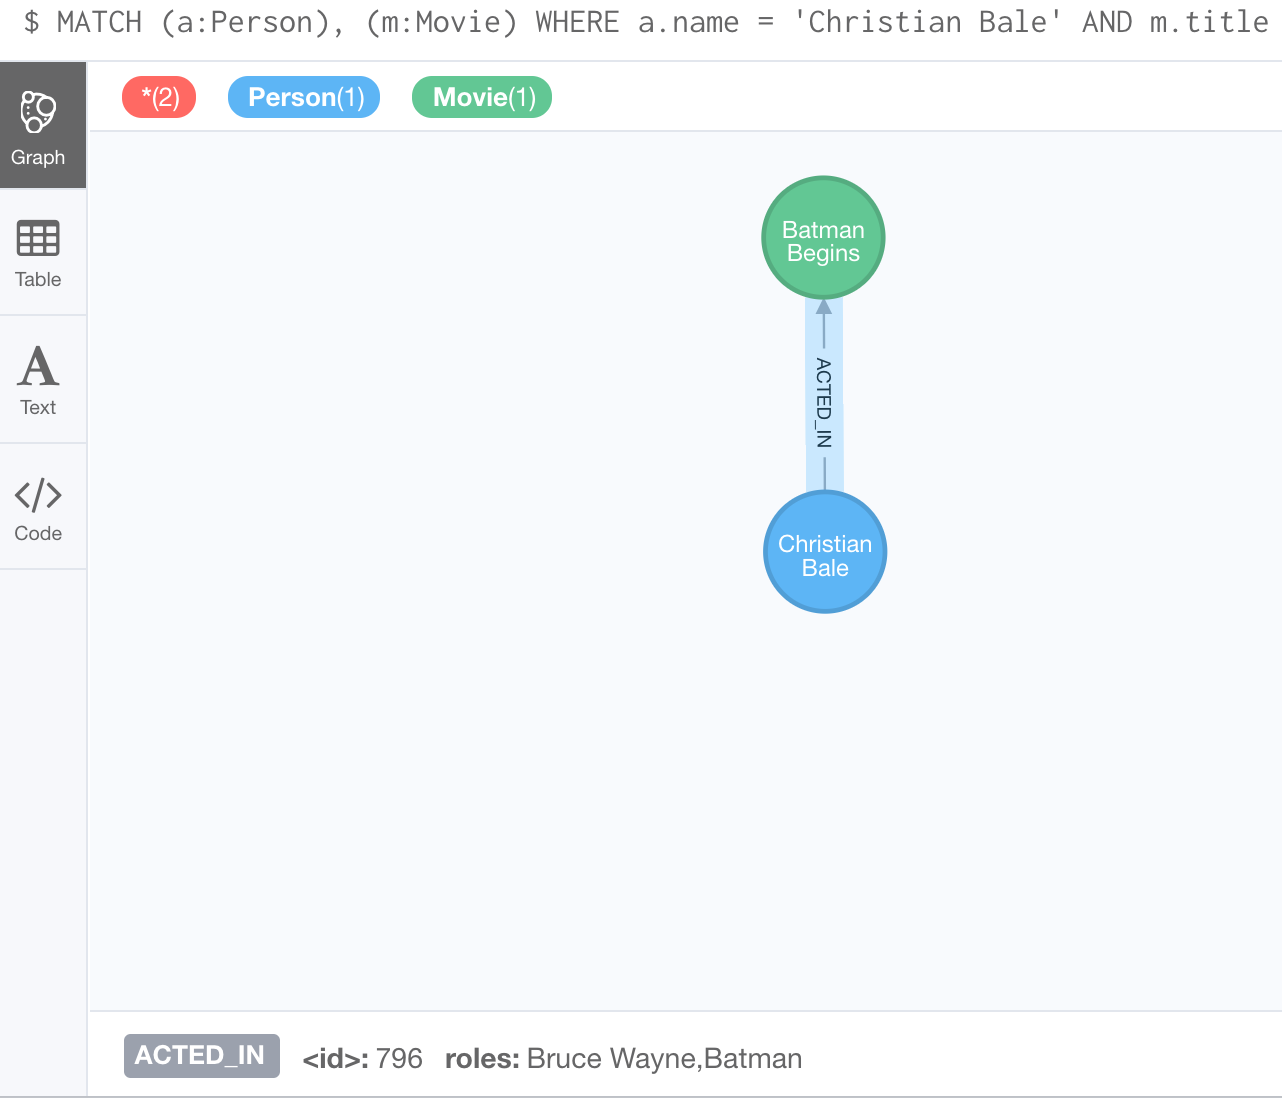 $ MATCH (a:Person), (m:Movie) WHERE a.name = 'Christian Bale' AND m.title
*(2) Person(1) Movie(1)
Graph
Table
Text
Code
Batman
Begins
ACTED_IN
Christian
Bale
ACTED_IN <id>: 796 roles: Bruce Wayne,Batman